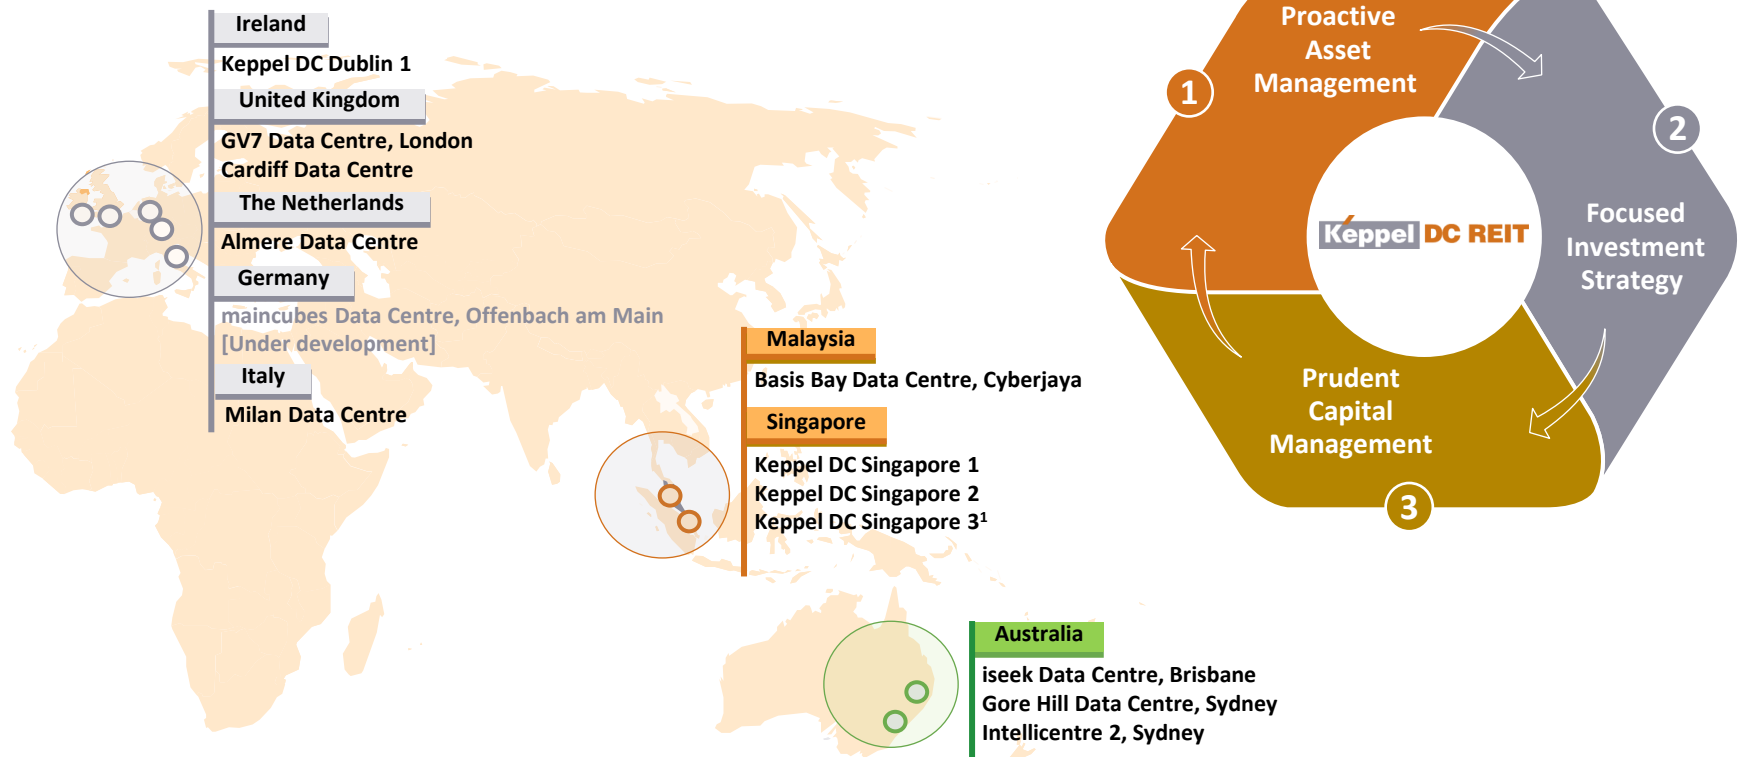 Ireland
Keppel DC Dublin 1
United Kingdom
GV7 Data Centre, London
Cardiff Data Centre
The Netherlands
Almere Data Centre
Germany
maincubes Data Centre, Offenbach am Main
[Under development]
Italy
Milan Data Centre
Malaysia
Basis Bay Data Centre, Cyberjaya
Singapore
Keppel DC Singapore 1
Keppel DC Singapore 2
Keppel DC Singapore 3¹
Australia
iseek Data Centre, Brisbane
Gore Hill Data Centre, Sydney
Intellicentre 2, Sydney
1
Proactive
Asset
Management
2
Focused
Investment
Strategy
3
Prudent
Capital
Management
Keppel DC REIT